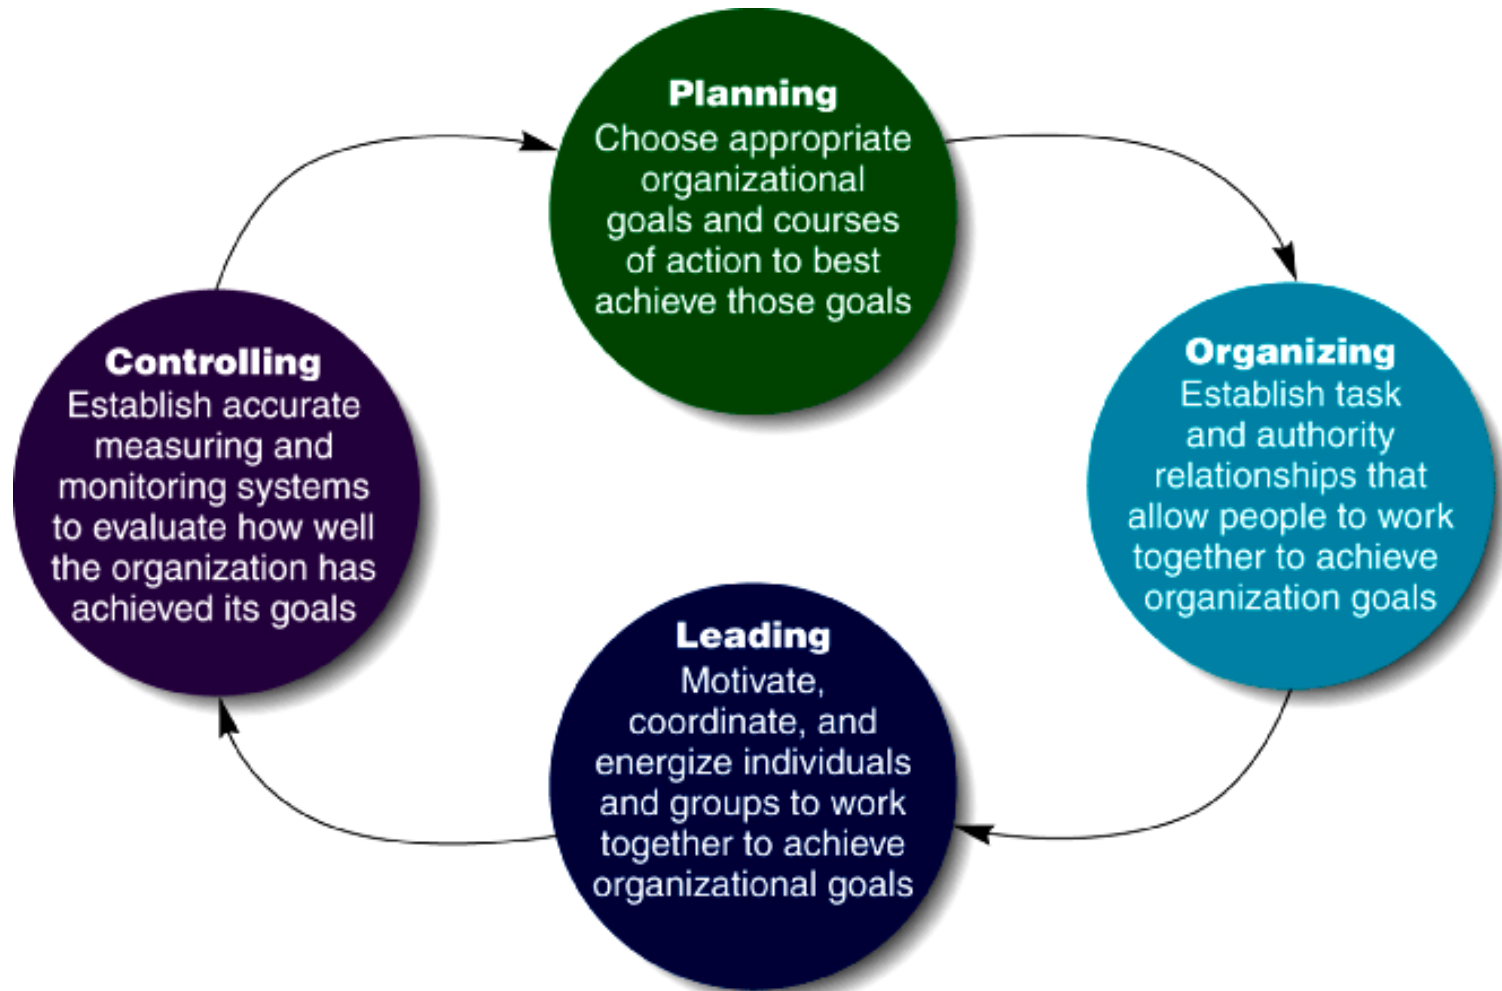 Planning
Choose appropriate
organizational
goals and courses
of action to best
achieve those goals
Organizing
Establish task
and authority
relationships that
allow people to work
together to achieve
organization goals
Leading
Motivate,
coordinate, and
energize individuals
and groups to work
together to achieve
organizational goals
Controlling
Establish accurate
measuring and
monitoring systems
to evaluate how well
the organization has
achieved its goals